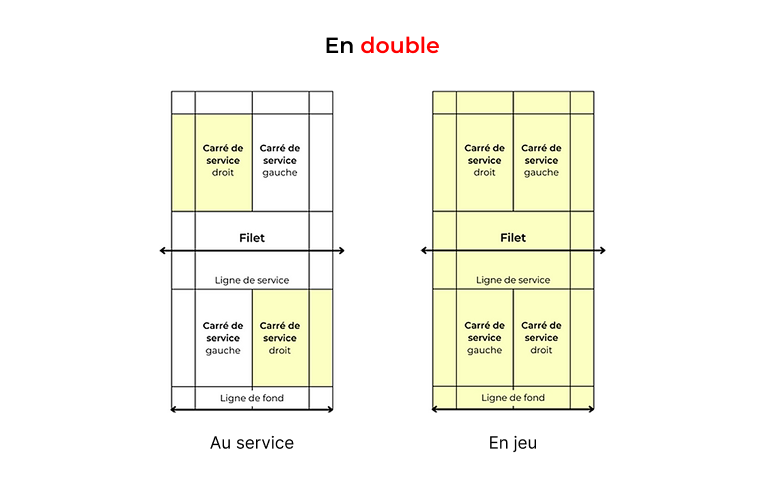 En double
Carré de
service
droit
Carré de
service
gauche
Filet
Ligne de service
Carré de
service
gauche
Carré de
service
droit
Ligne de fond
Au service
Carré de
service
droit
Carré de
service
gauche
Filet
Ligne de service
Carré de
service
gauche
Carré de
service
droit
Ligne de fond
En jeu